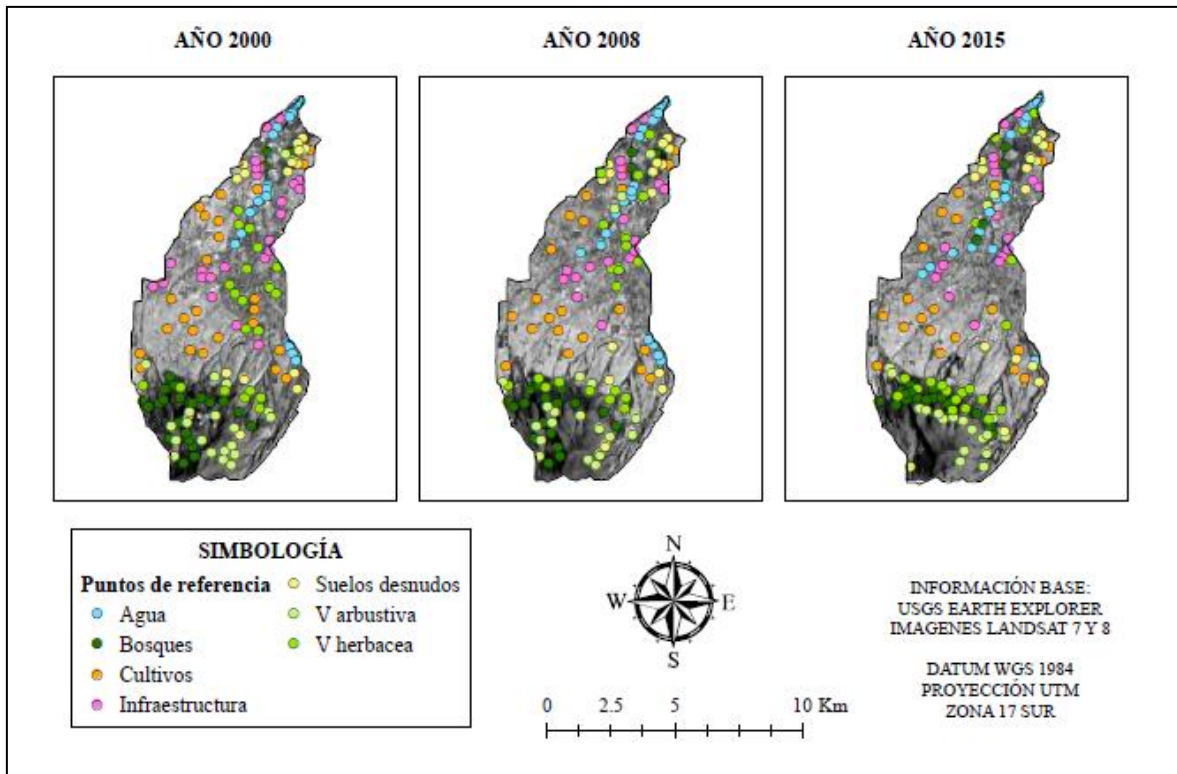 AÑO 2000
AÑO 2008
AÑO 2015
SIMBOLOGÍA
Puntos de referencia
Agua
Bosques
Cultivos
Infraestructura
Suelos desnudos
V arbustiva
V herbacea
N
W E
S
0 2.5 5 10 Km
INFORMACIÓN BASE:
USGS EARTH EXPLORER
IMAGENES LANDSAT 7 Y 8
DATUM WGS 1984
PROYECCIÓN UTM
ZONA 17 SUR